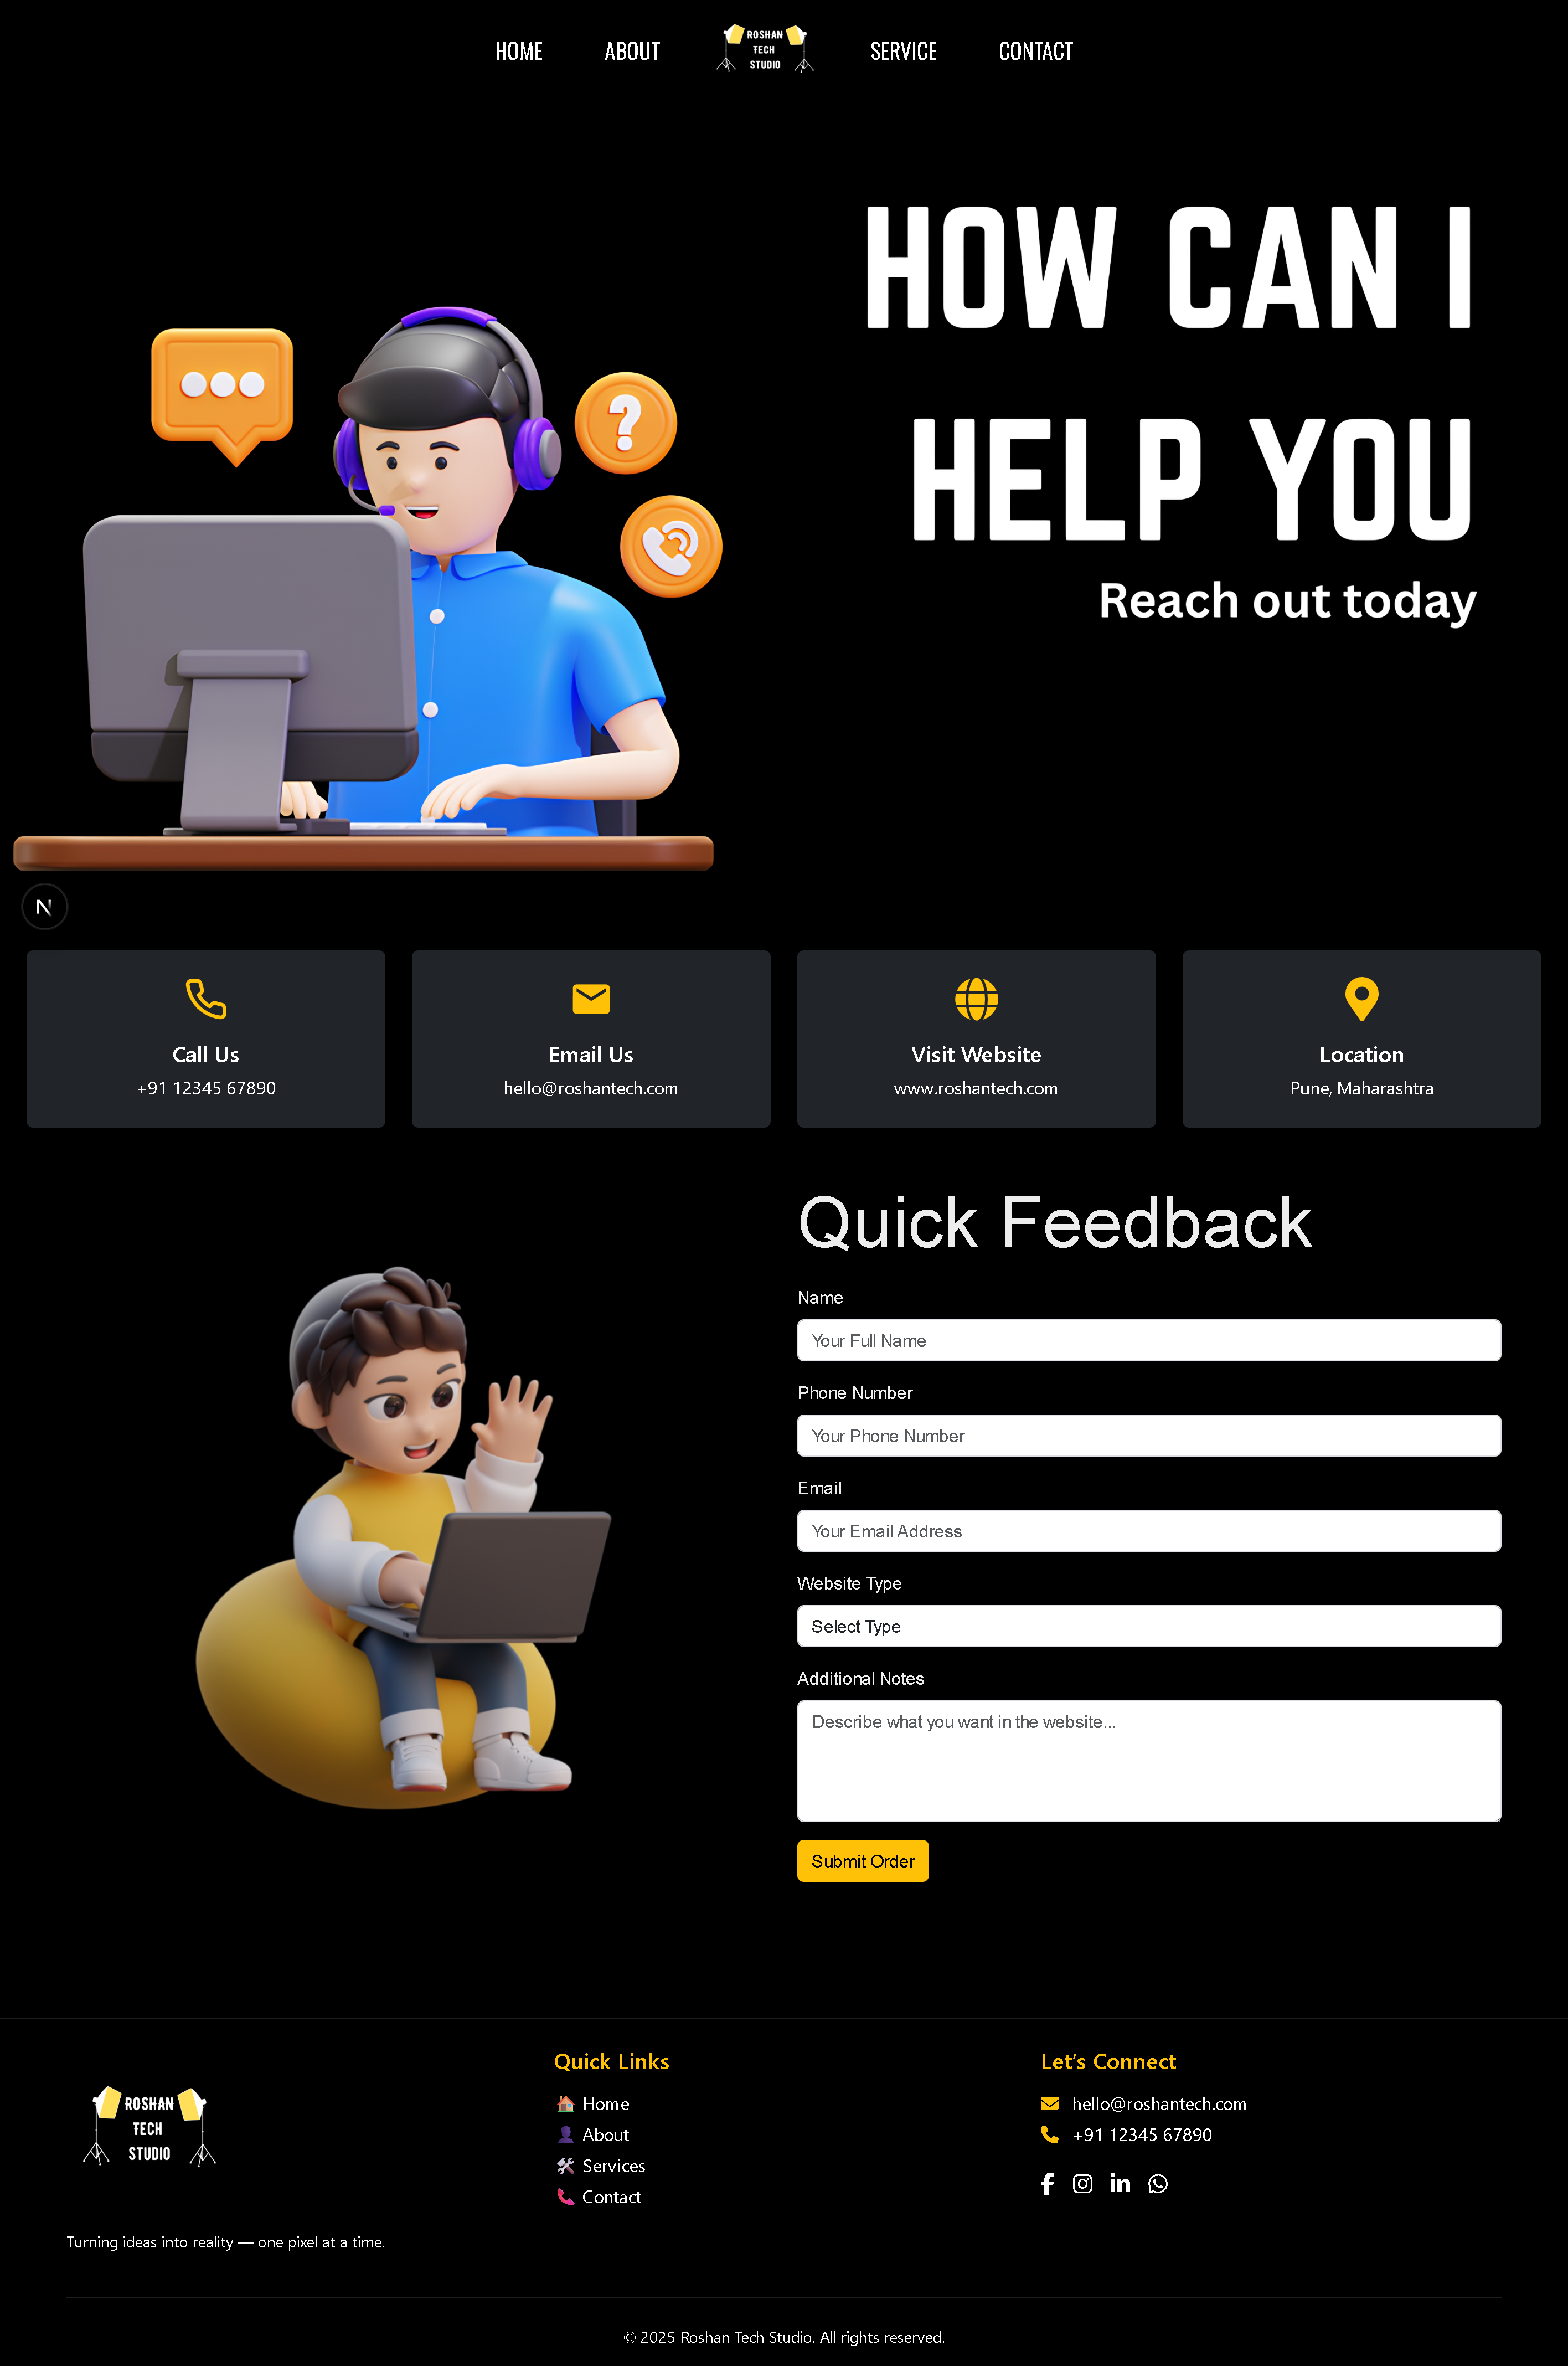 HOME
ABOUT
ROSHAN
TECH
STUDIO
SERVICE
CONTACT
HOW CAN I
HELP YOU
Reach out today
?
N
Call Us
+91 12345 67890
Email Us
hello@roshantech.com
Visit Website
www.roshantech.com
Location
Pune, Maharashtra
Quick Feedback
Name
Your Full Name
Phone Number
Your Phone Number
Email
Your Email Address
Website Type
Select Type
Additional Notes
Describe what you want in the website...
Submit Order
ROSHAN
TECH
STUDIO
Turning ideas into reality — one pixel at a time.
Quick Links
Home
About
Services
Contact
Let’s Connect
hello@roshantech.com
+91 12345 67890
© 2025 Roshan Tech Studio. All rights reserved.